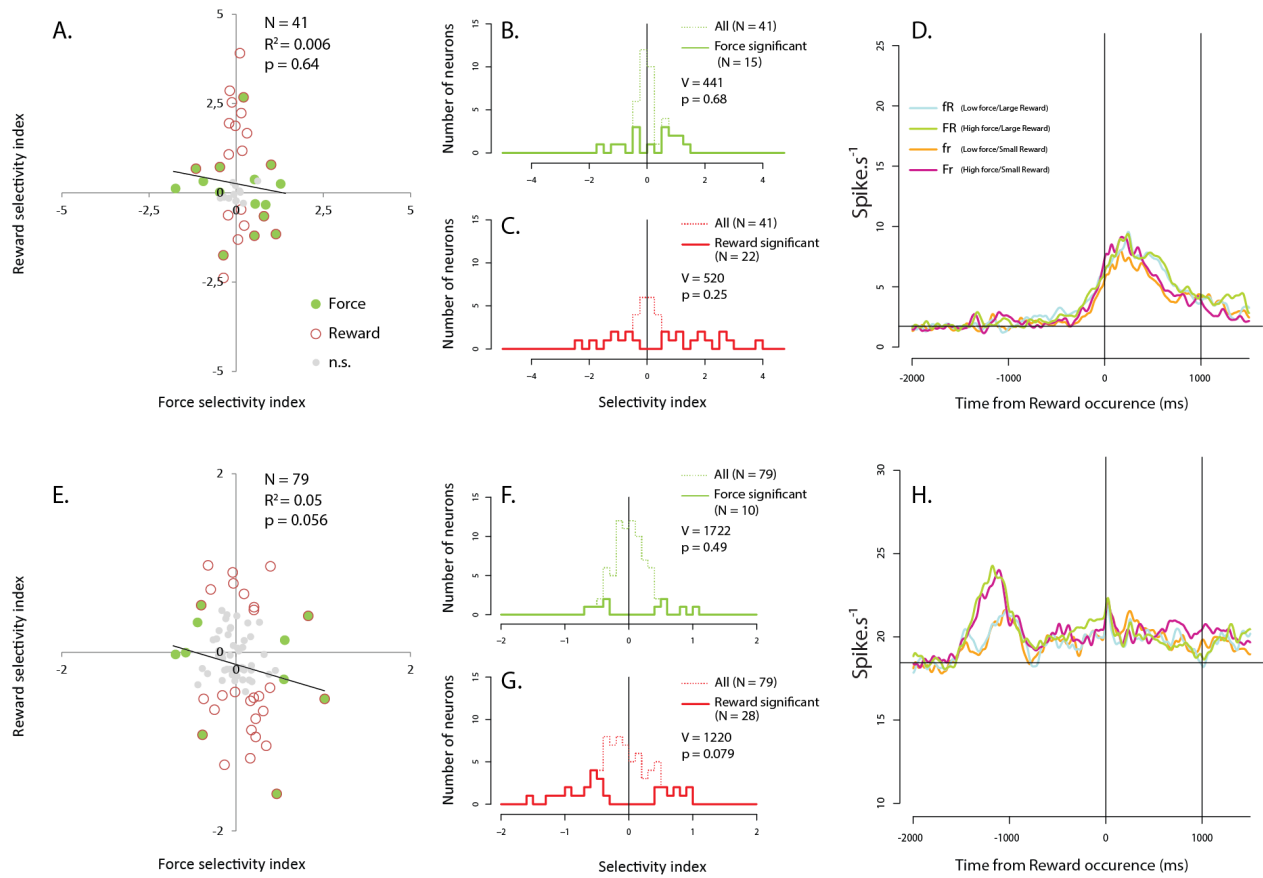 A.
N = 41
R² = 0.006
p = 0.64
Reward selectivity index
5
2,5
0
-2,5
-5
-5
-2,5
0
2,5
5
Force
Reward
n.s.
Force selectivity index
B.
Number of neurons
15
10
5
0
All (N = 41)
Force significant
(N = 15)
V = 441
p = 0.68
−4
−2
0
2
4
C.
Number of neurons
15
10
5
0
All (N = 41)
Reward significant
(N = 22)
V = 520
p = 0.25
−4
−2
0
2
4
Selectivity index
D.
Spike.s⁻¹
25
20
15
10
5
0
fR (Low force/Large Reward)
FR (High force/Large Reward)
fr (Low force/Small Reward)
Fr (High force/Small Reward)
-2000
-1000
0
1000
Time from Reward occurence (ms)
E.
N = 79
R² = 0.05
p = 0.056
Reward selectivity index
2
0
-2
-2
0
2
Force selectivity index
F.
Number of neurons
15
10
5
0
All (N = 79)
Force significant
(N = 10)
V = 1722
p = 0.49
−2
−1
0
1
2
G.
Number of neurons
15
10
5
0
All (N = 79)
Reward significant
(N = 28)
V = 1220
p = 0.079
−2
−1
0
1
2
Selectivity index
H.
Spike.s⁻¹
30
25
20
15
10
-2000
-1000
0
1000
Time from Reward occurence (ms)